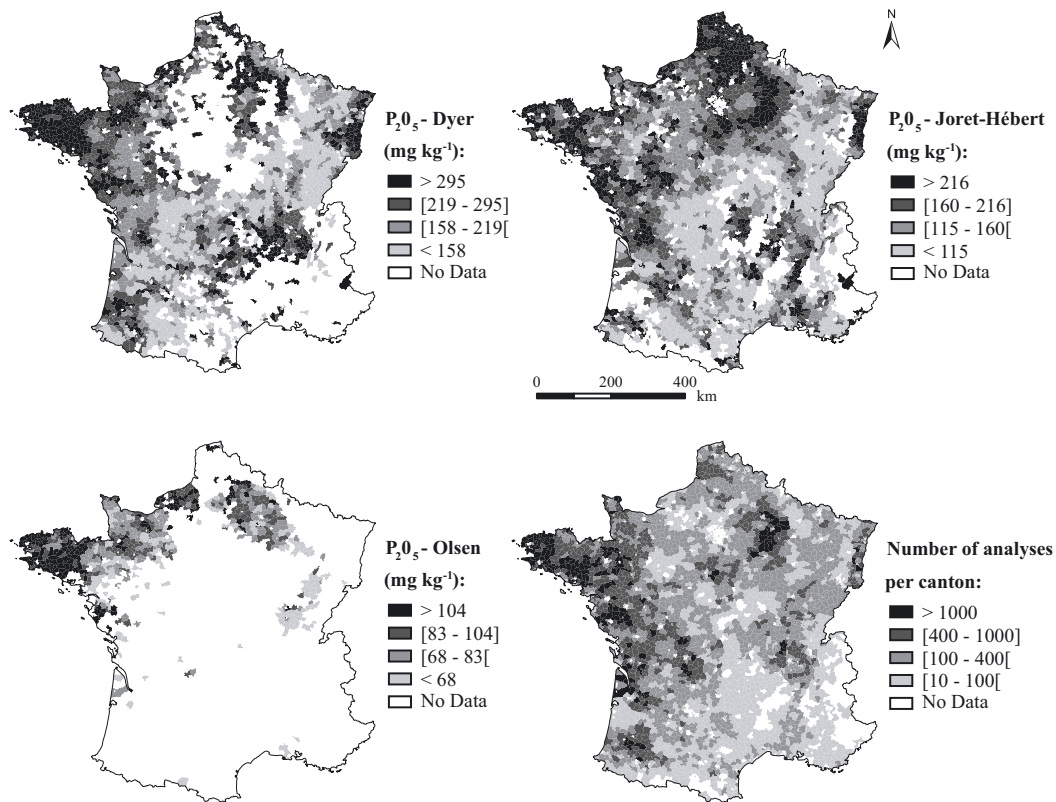 N
P₂0₅ - Dyer
(mg kg⁻¹):
> 295
[219 - 295]
[158 - 219[
< 158
No Data
P₂0₅ - Joret-Hébert
(mg kg⁻¹):
> 216
[160 - 216]
[115 - 160[
< 115
No Data
0 200 400
km
P₂0₅ - Olsen
(mg kg⁻¹):
> 104
[83 - 104]
[68 - 83[
< 68
No Data
Number of analyses
per canton:
> 1000
[400 - 1000]
[100 - 400[
[10 - 100[
No Data